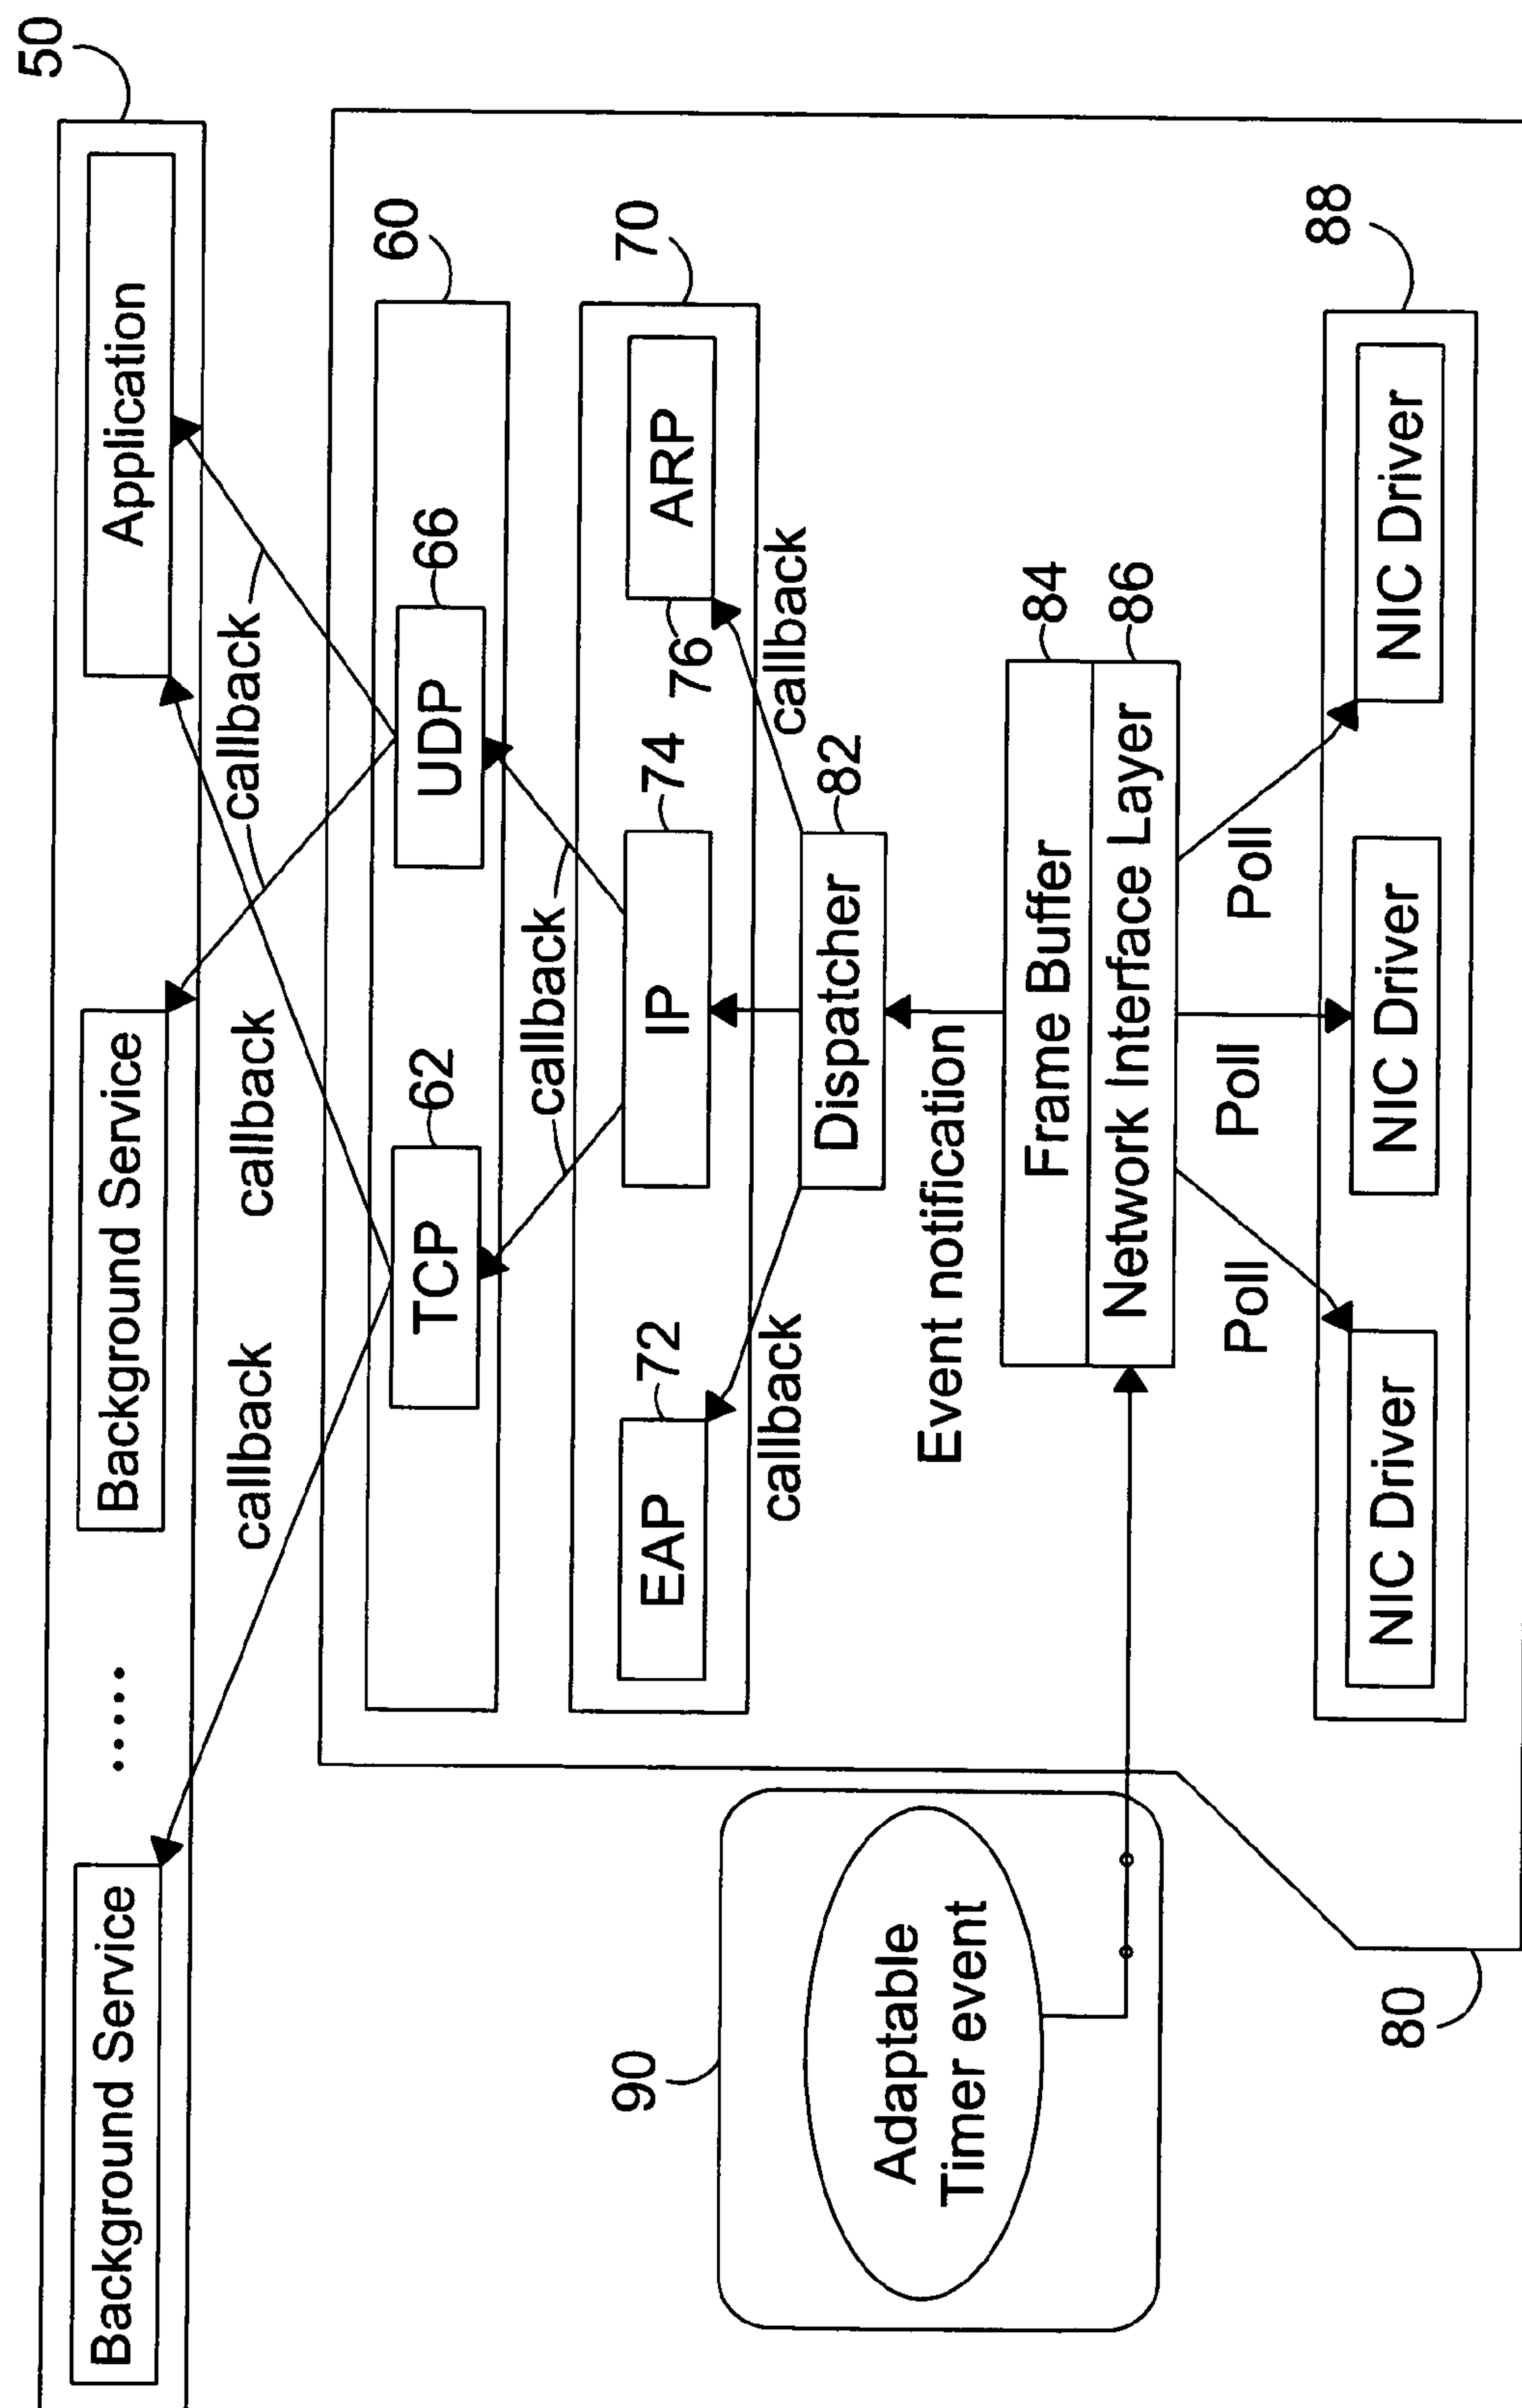 50
Background Service
.....
Background Service
Application
callback
callback
callback
60
TCP
62
UDP
66
callback
70
EAP
72
IP
74
ARP
76
callback
callback
Dispatcher
82
Event notification
90
Adaptable
Timer event
Frame Buffer
84
Network Interface Layer
86
Poll
Poll
Poll
88
NIC Driver
NIC Driver
NIC Driver
80